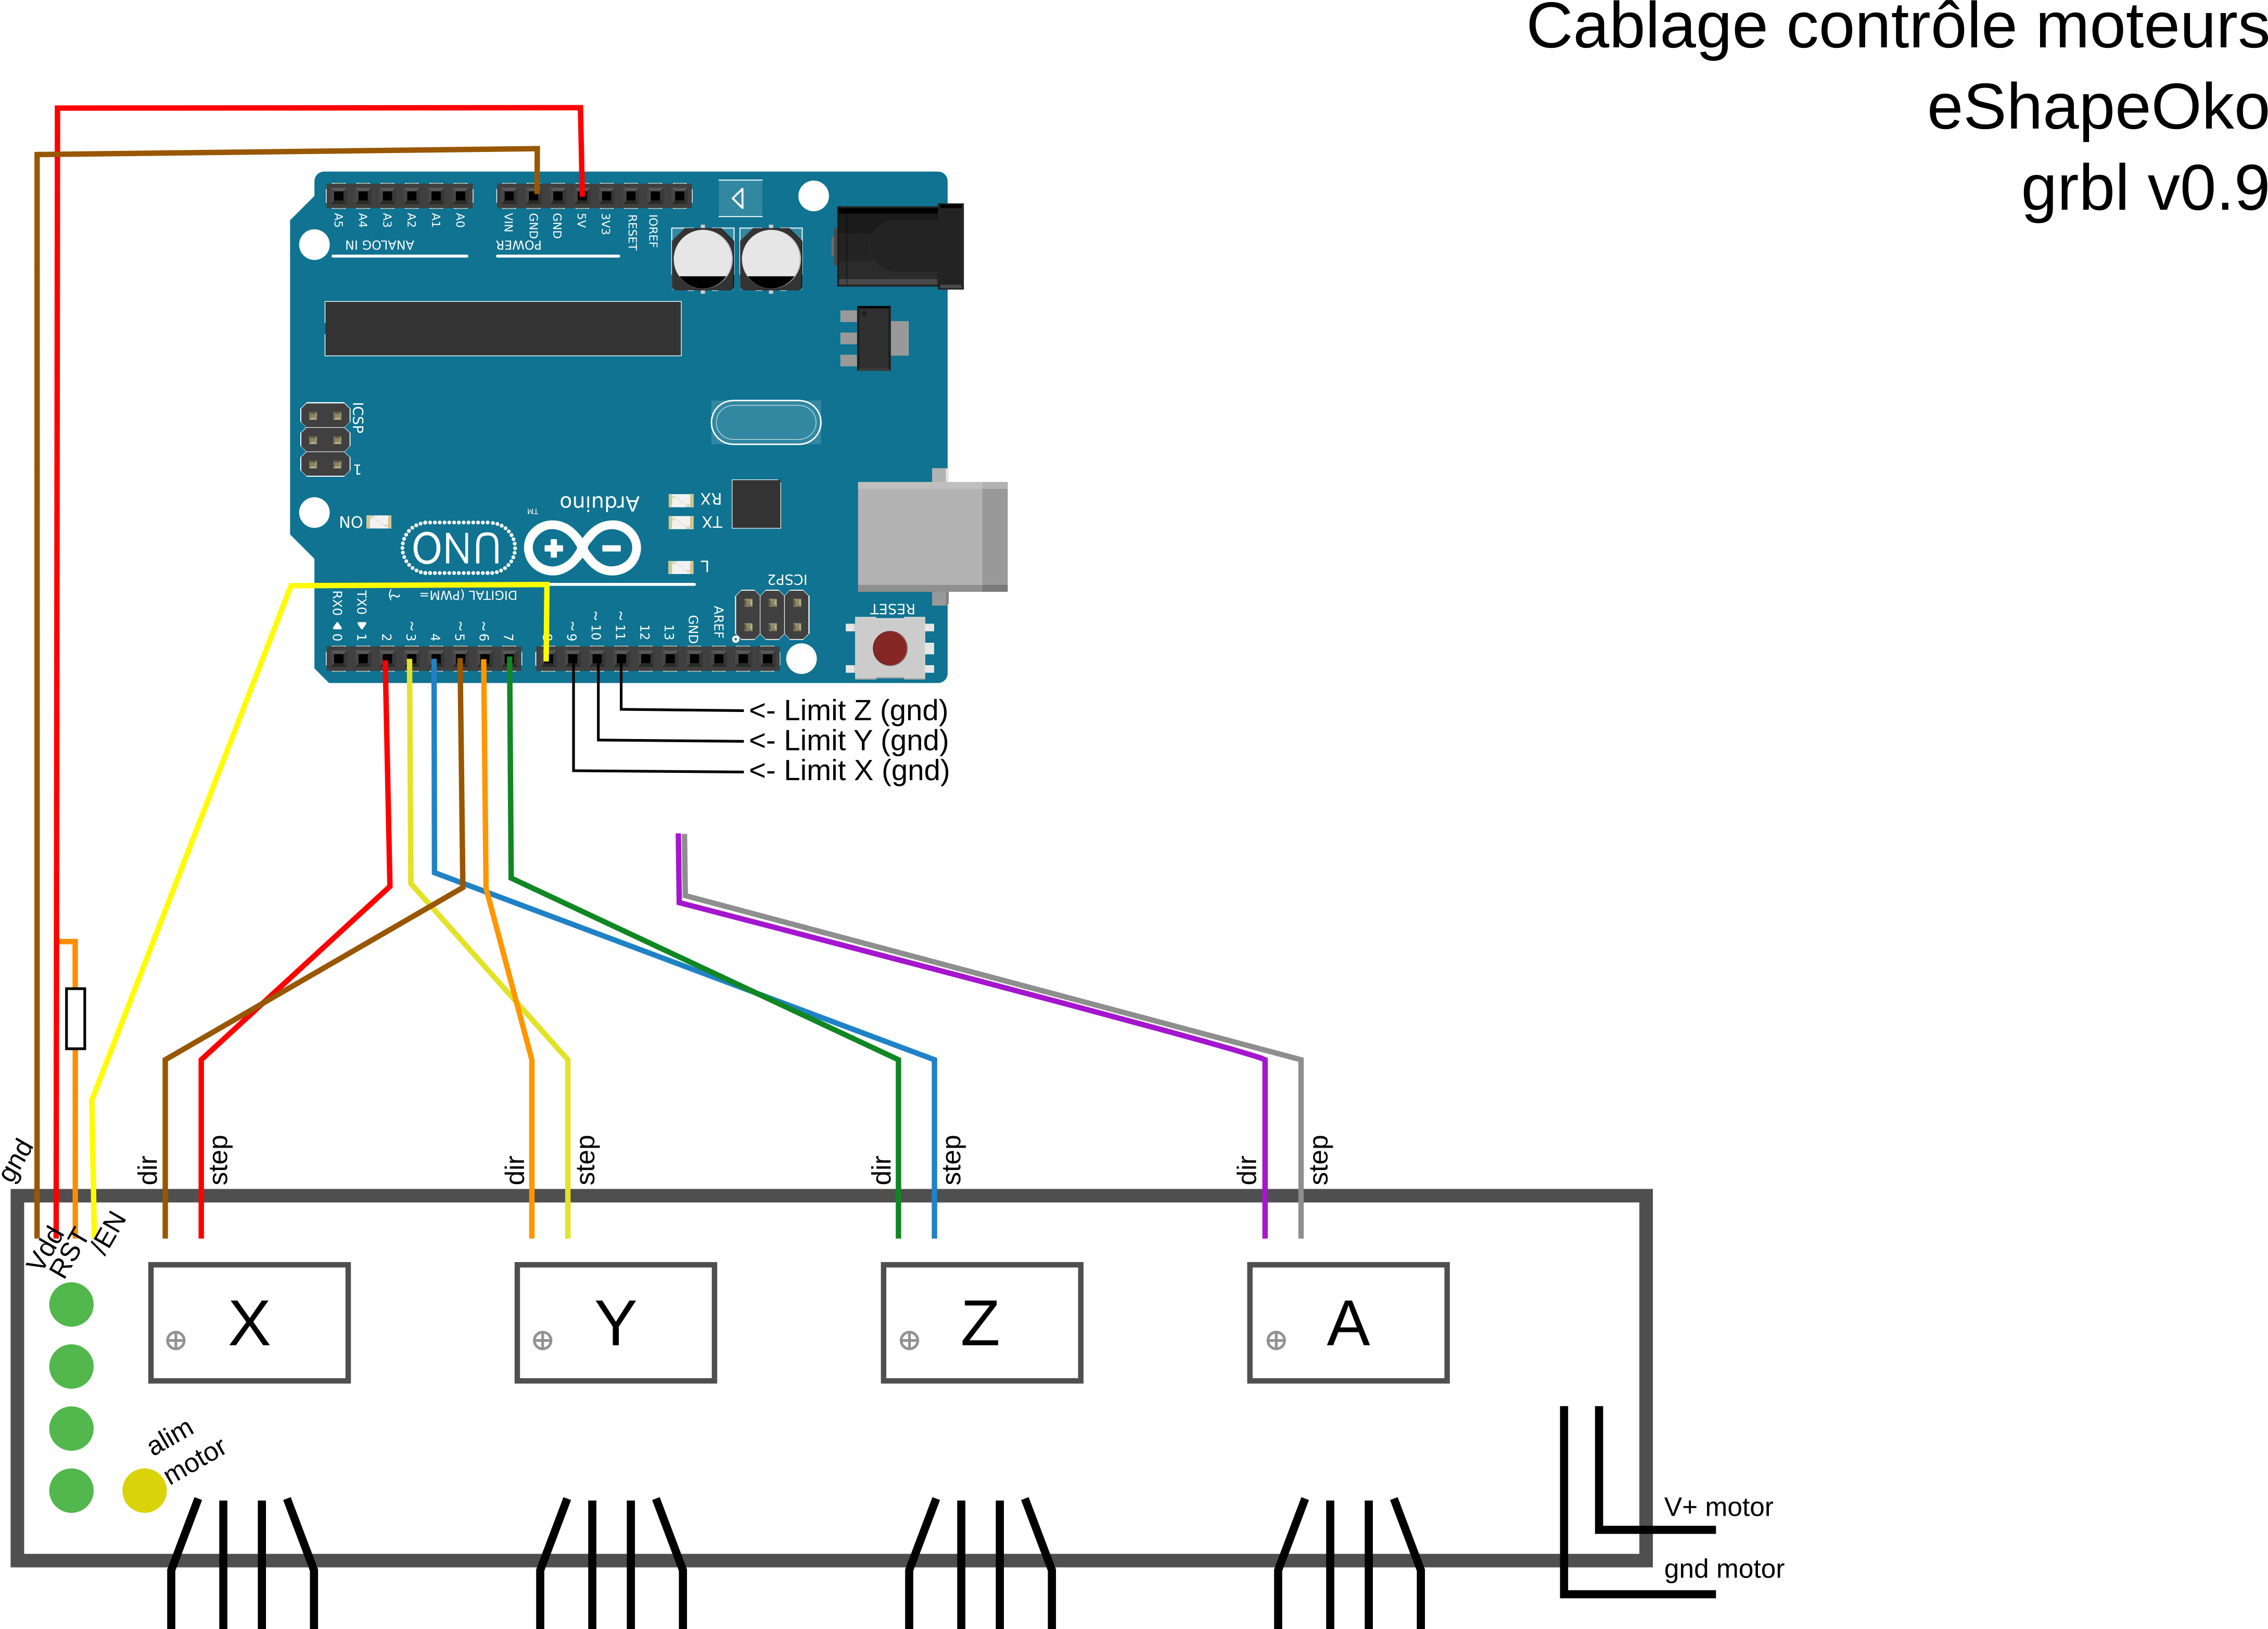 Cablage contrôle moteurs
eShapeOko
grbl v0.9
A5 A4 A3 A2 A1 A0 VIN GND GND 5V 3V3 RESET IOREF
ANALOG IN POWER
ICSP
1
Arduino
TM
RX
TX
ON
UNO
L
ICSP2
RESET
DIGITAL (PWM= ~)
RX0 TX0
0 1 2 ~3 4 ~5 ~6 7 8 ~9 ~10 ~11 12 13 GND AREF
<- Limit Z (gnd)
<- Limit Y (gnd)
<- Limit X (gnd)
gnd dir step dir step dir step dir step
Vdd RST /EN
X Y Z A
alim
motor
V+ motor
gnd motor